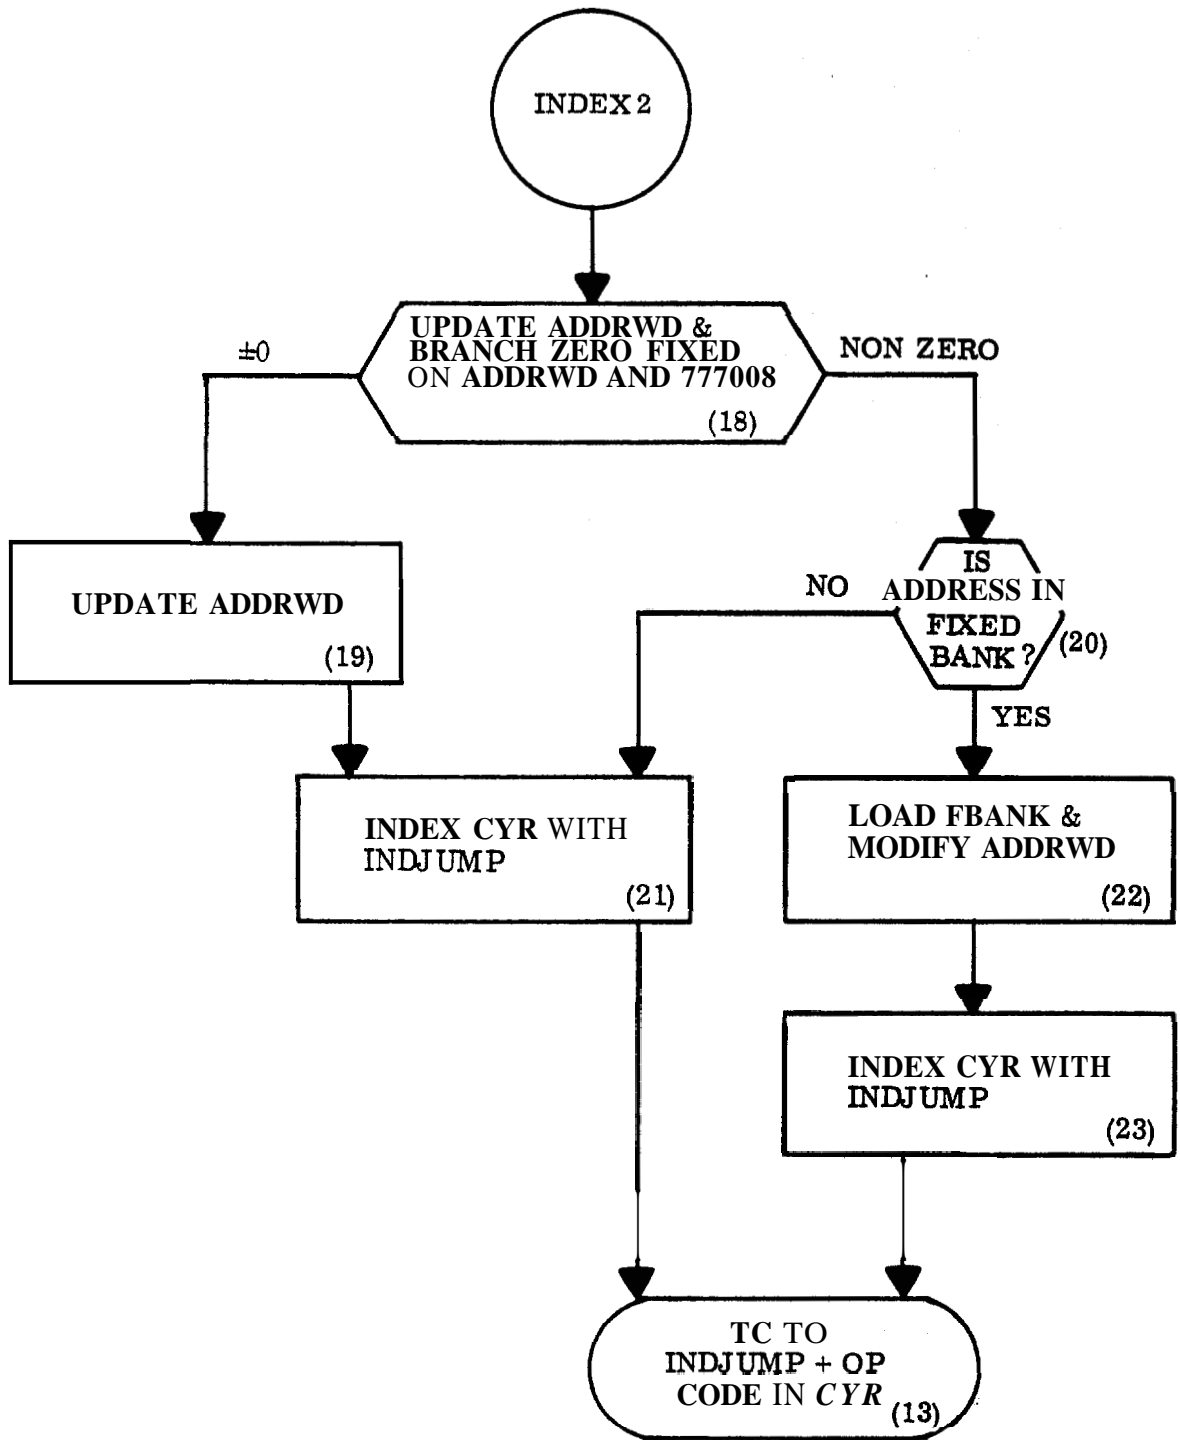 INDEX 2
UPDATE ADDRWD &
BRANCH ZERO FIXED
ON ADDRWD AND 777008
(18)
±0
NON ZERO
UPDATE ADDRWD
(19)
IS
ADDRESS IN
FIXED
BANK?
(20)
NO
YES
INDEX CYR WITH
INDJUMP
(21)
LOAD FBANK &
MODIFY ADDRWD
(22)
INDEX CYR WITH
INDJUMP
(23)
TC TO
INDJUMP + OP
CODE IN CYR
(13)